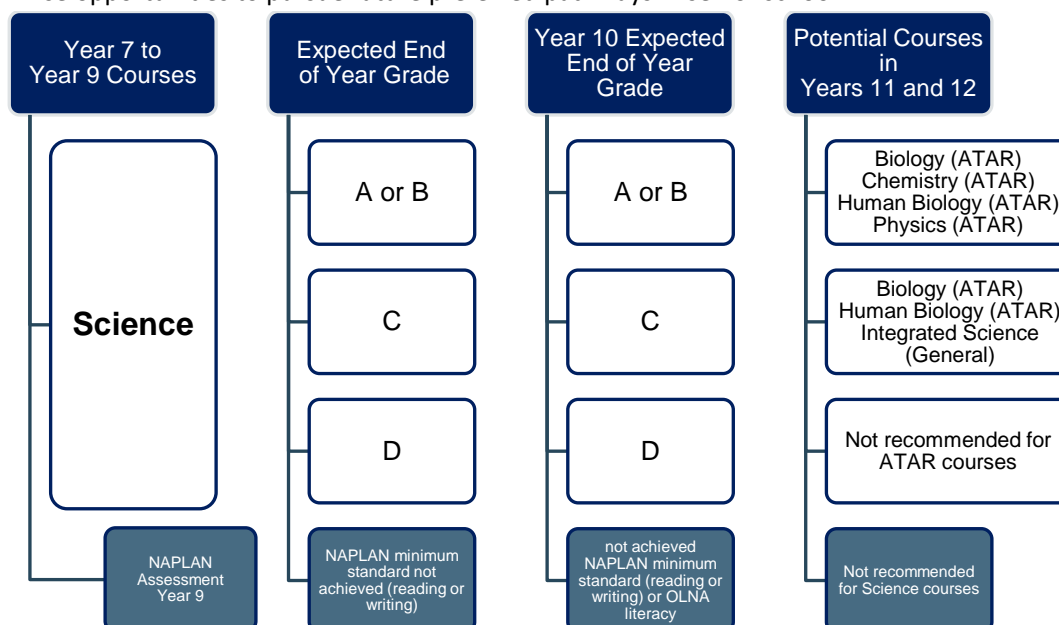 Year 7 to
Year 9 Courses
Science
NAPLAN
Assessment
Year 9
Expected End
of Year Grade
A or B
C
D
NAPLAN minimum
standard not
achieved (reading or
writing)
Year 10 Expected
End of Year
Grade
A or B
C
D
not achieved
NAPLAN minimum
standard (reading or
writing) or OLNA
literacy
Potential Courses
in
Years 11 and 12
Biology (ATAR)
Chemistry (ATAR)
Human Biology (ATAR)
Physics (ATAR)
Biology (ATAR)
Human Biology (ATAR)
Integrated Science
(General)
Not recommended for
ATAR courses
Not recommended
for Science courses